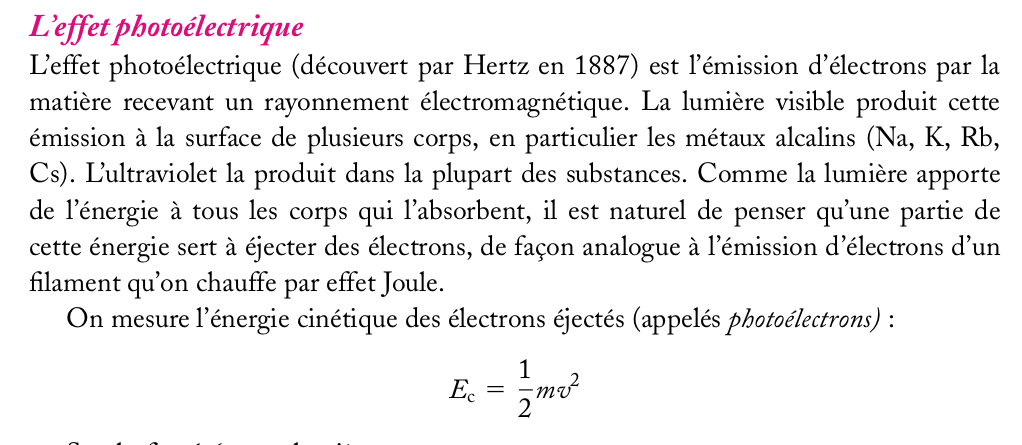 L’effet photoélectrique
L’effet photoélectrique (découvert par Hertz en 1887) est l’émission d’électrons par la
matière recevant un rayonnement électromagnétique. La lumière visible produit cette
émission à la surface de plusieurs corps, en particulier les métaux alcalins (Na, K, Rb,
Cs). L’ultraviolet la produit dans la plupart des substances. Comme la lumière apporte
de l’énergie à tous les corps qui l’absorbent, il est naturel de penser qu’une partie de
cette énergie sert à éjecter des électrons, de façon analogue à l’émission d’électrons d’un
filament qu’on chauffe par effet Joule.
On mesure l’énergie cinétique des électrons éjectés (appelés photoélectrons) :
E_c = 1/2 mv²